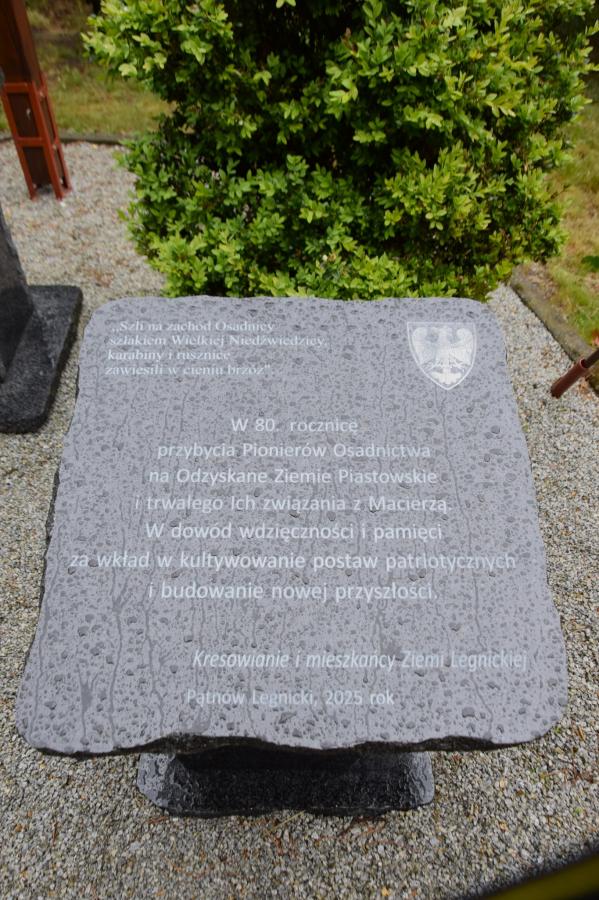 „Szli na zachód Osadnicy
szlakiem Wielkiej Niedźwiedzicy,
karabiny i rusznice
zawiesili w cieniu brzóz".
W 80. rocznicę
przybycia Pionierów Osadnictwa
na Odzyskane Ziemie Piastowskie
i trwałego Ich związania z Macierzą.
W dowód wdzięczności i pamięci
za wkład w kultywowanie postaw patriotycznych
i budowanie nowej przyszłości.
Kresowianie i mieszkańcy Ziemi Legnickiej
Pątnów Legnicki, 2025 rok